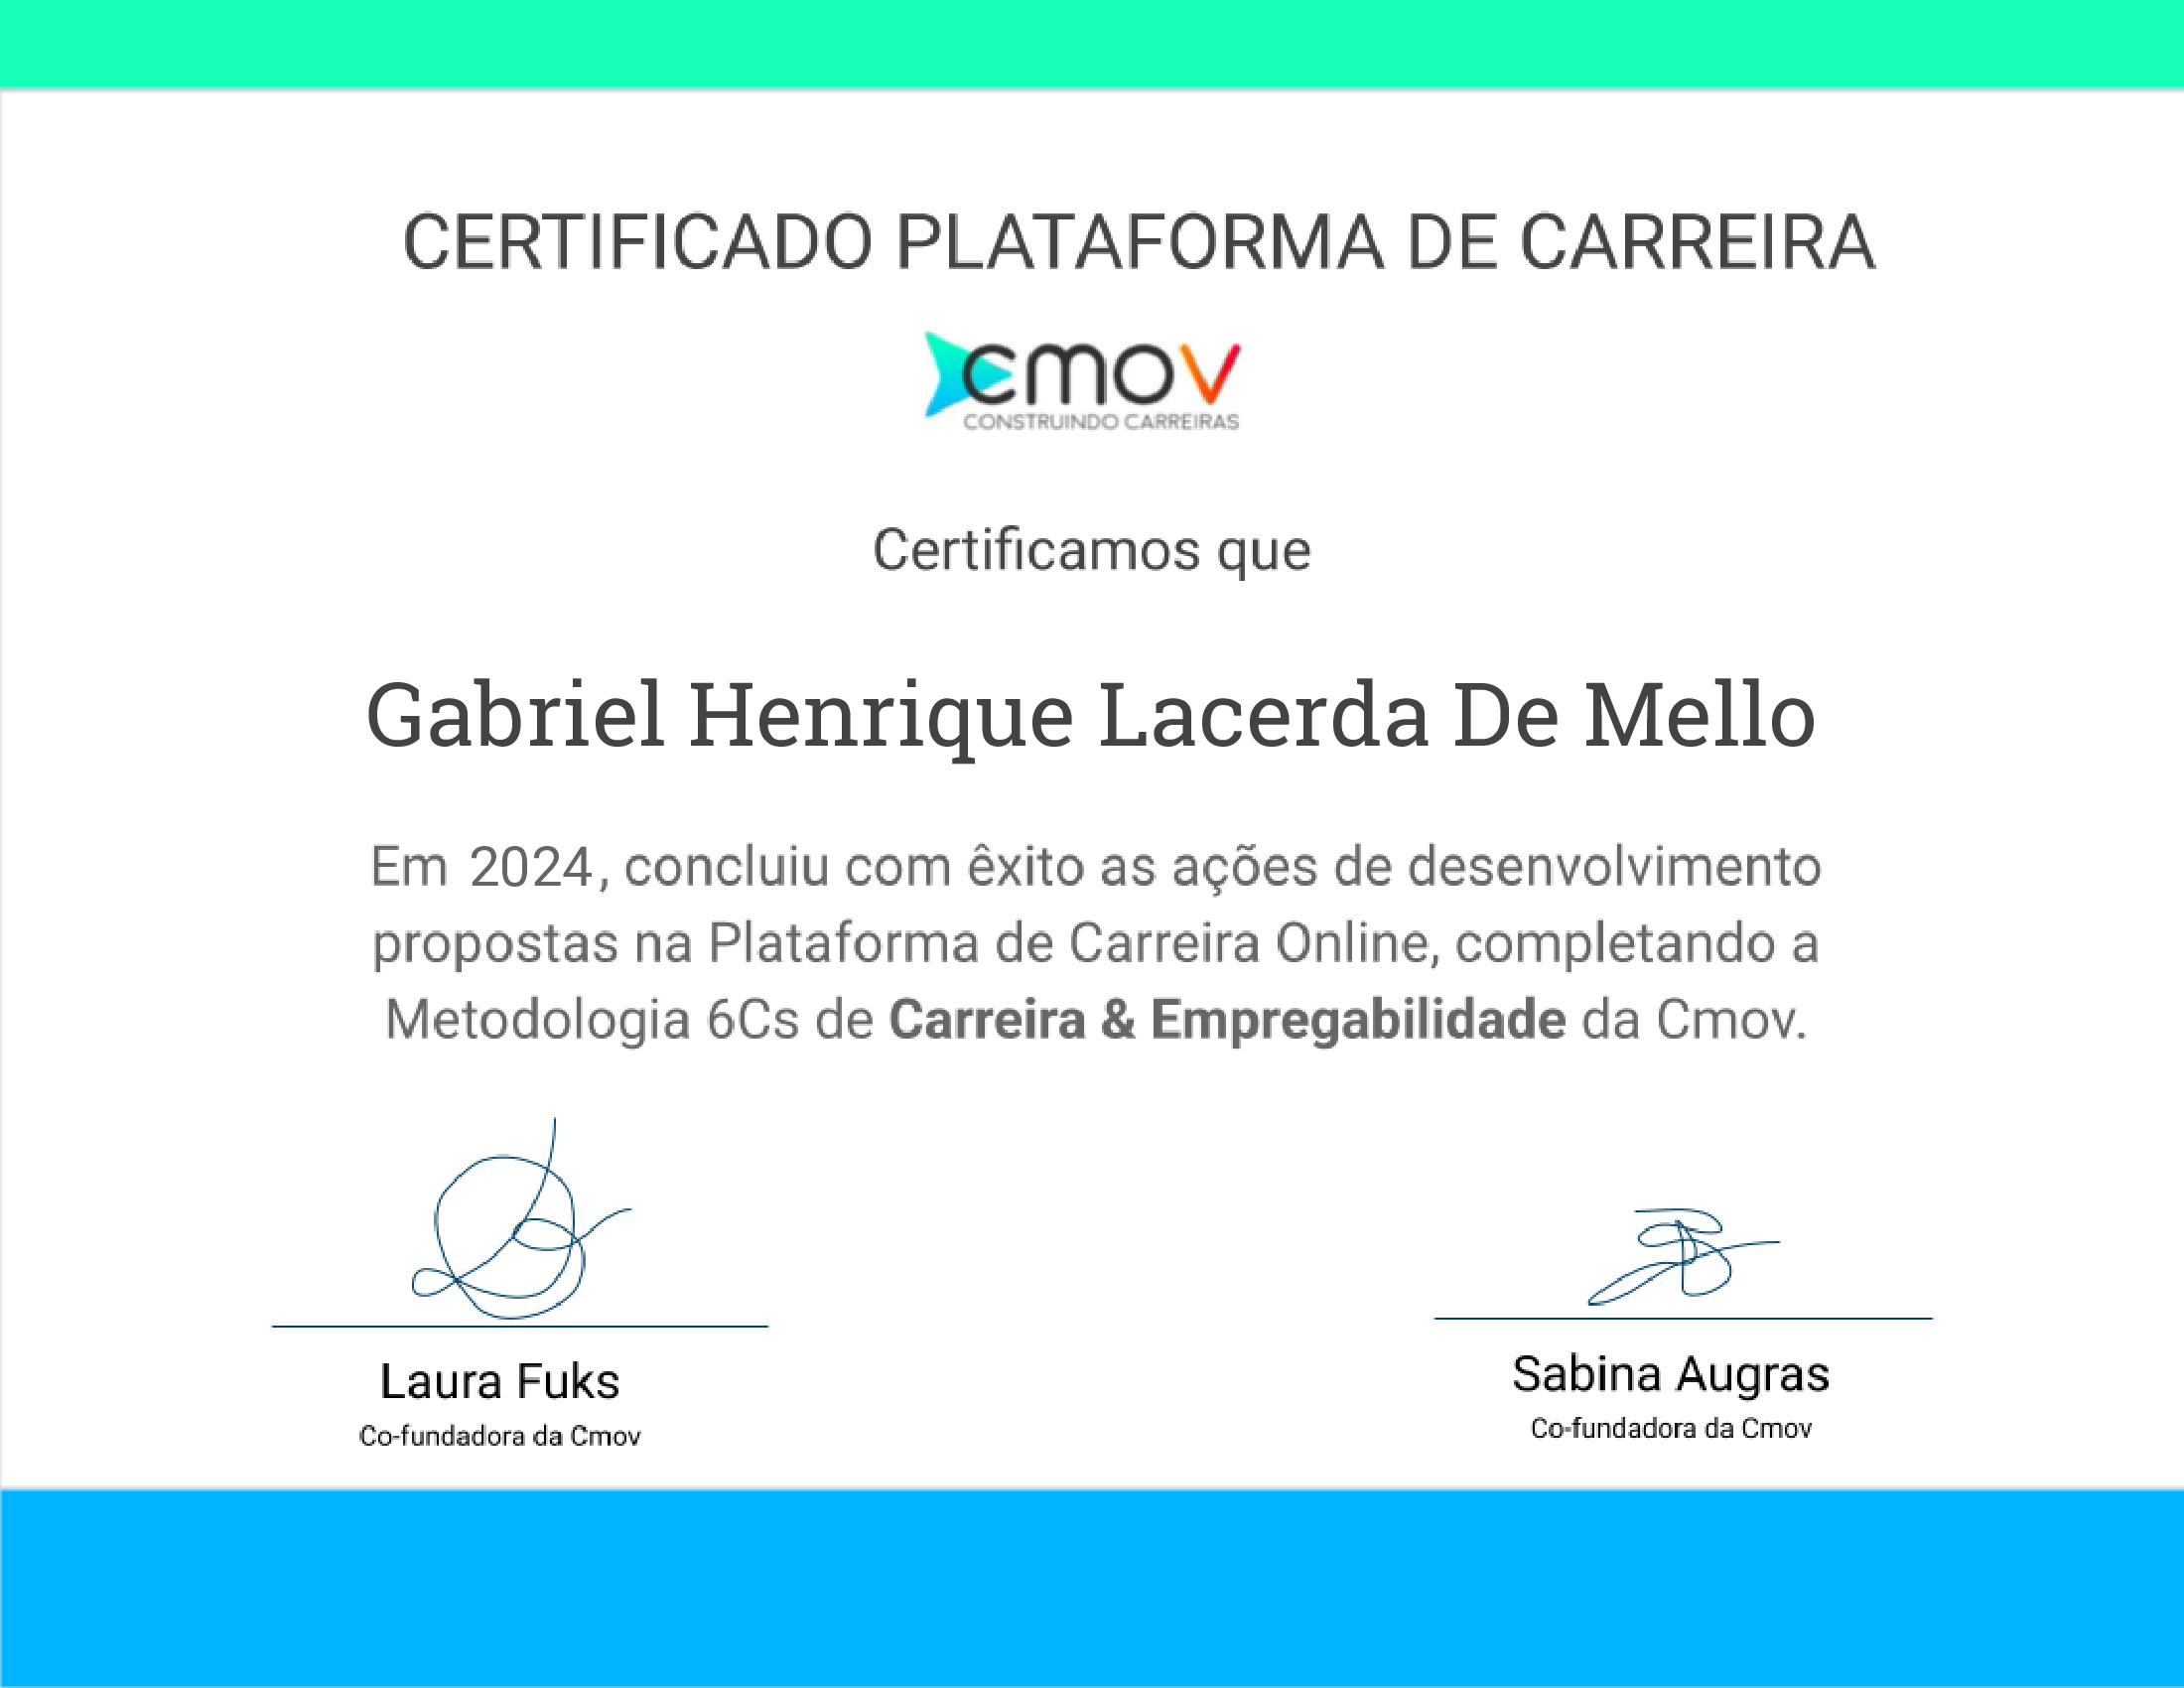 CERTIFICADO PLATAFORMA DE CARREIRA
cmov
CONSTRUINDO CARREIRAS
Certificamos que
Gabriel Henrique Lacerda De Mello
Em 2024, concluiu com êxito as ações de desenvolvimento
propostas na Plataforma de Carreira Online, completando a
Metodologia 6Cs de Carreira & Empregabilidade da Cmov.
Laura Fuks
Co-fundadora da Cmov
Sabina Augras
Co-fundadora da Cmov